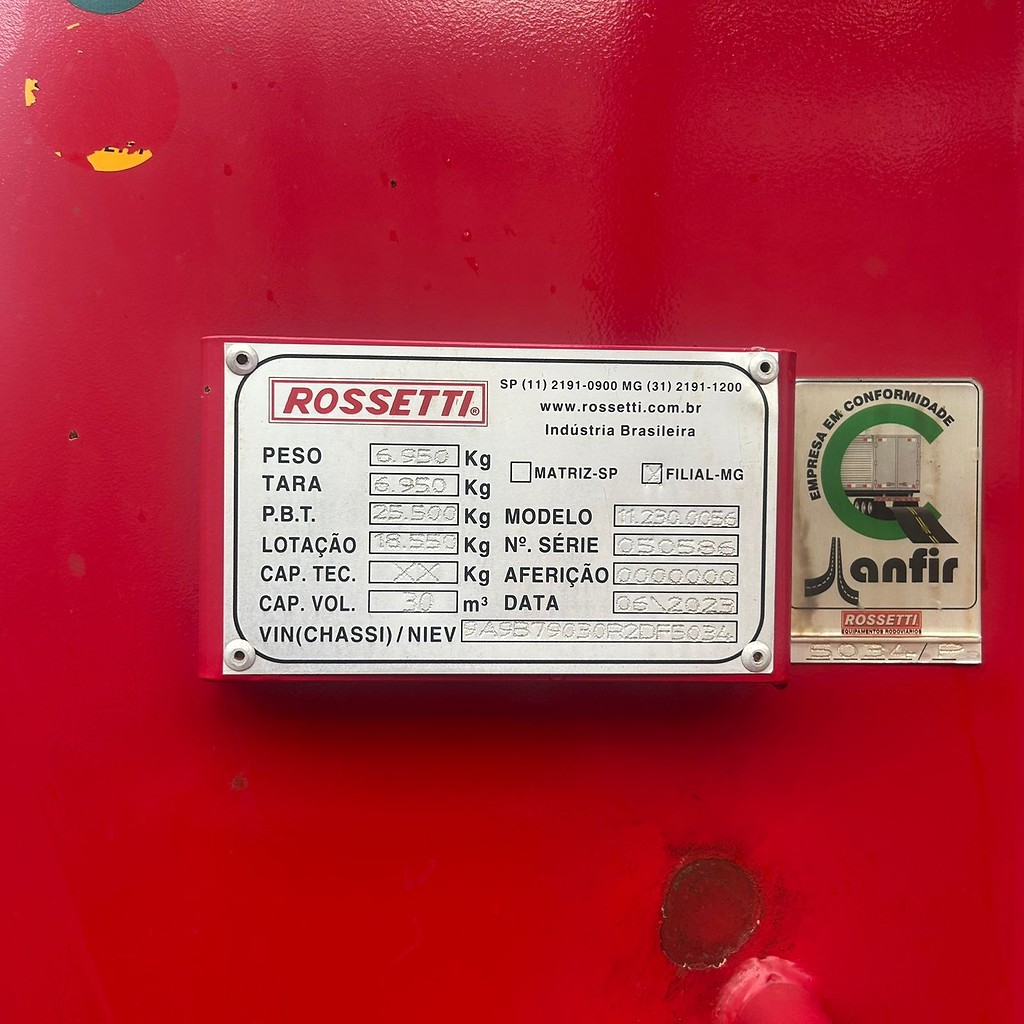 ROSSETTI®
SP (11) 2191-0900 MG (31) 2191-1200
www.rossetti.com.br
Indústria Brasileira
MATRIZ-SP X FILIAL-MG
PESO 6.950 Kg
TARA 6.950 Kg
P.B.T. 25.500 Kg
LOTAÇÃO 18.550 Kg
CAP. TEC. XX Kg
CAP. VOL. 30 m³
MODELO 11.230.0056
Nº. SÉRIE 050586
AFERIÇÃO 0000000
DATA 06\2023
VIN(CHASSI)/NIEV
EMPRESA EM CONFORMIDADE
anfir
ROSSETTI
EQUIPAMENTOS RODOVIÁRIOS
5034/P